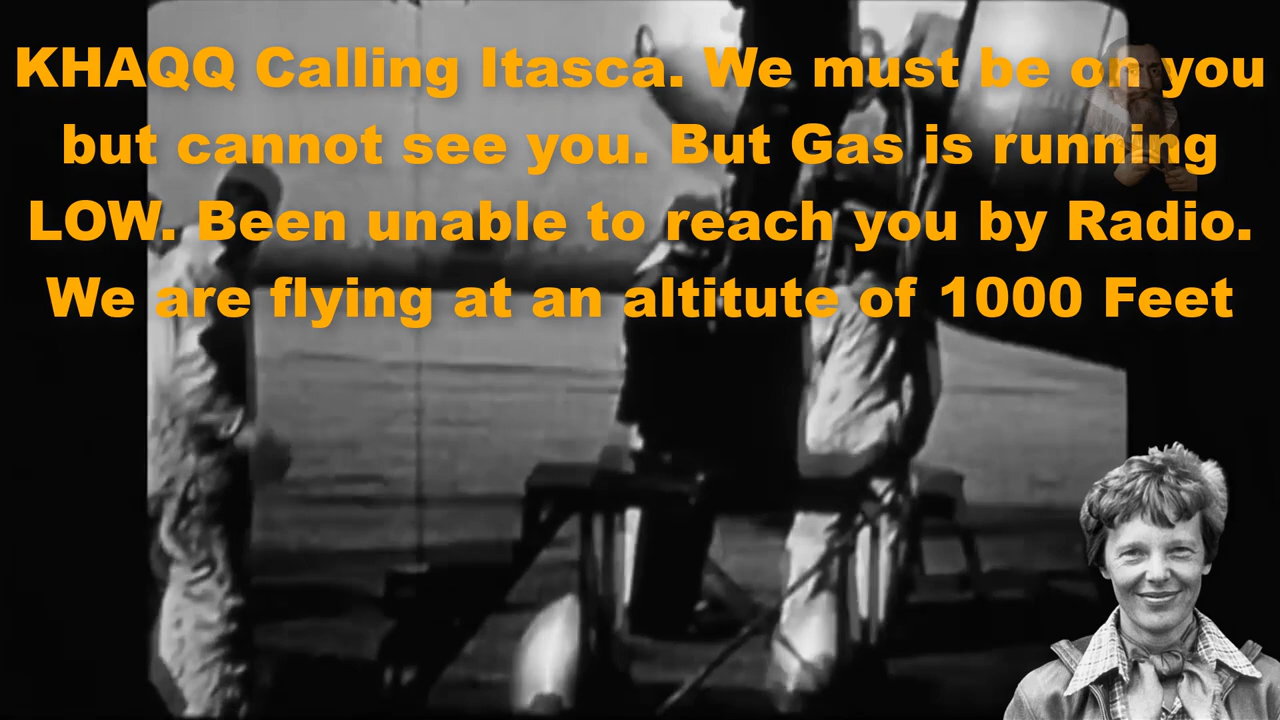 KHAQQ Calling Itasca. We must be on you
but cannot see you. But Gas is running
LOW. Been unable to reach you by Radio.
We are flying at an altitute of 1000 Feet